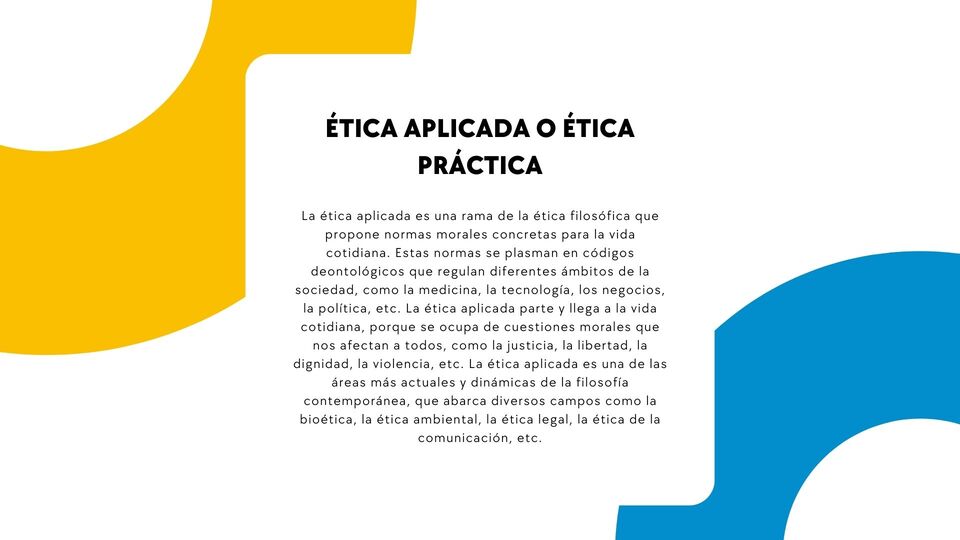 ÉTICA APLICADA O ÉTICA
PRÁCTICA
La ética aplicada es una rama de la ética filosófica que
propone normas morales concretas para la vida
cotidiana. Estas normas se plasman en códigos
deontológicos que regulan diferentes ámbitos de la
sociedad, como la medicina, la tecnología, los negocios,
la política, etc. La ética aplicada parte y llega a la vida
cotidiana, porque se ocupa de cuestiones morales que
nos afectan a todos, como la justicia, la libertad, la
dignidad, la violencia, etc. La ética aplicada es una de las
áreas más actuales y dinámicas de la filosofía
contemporánea, que abarca diversos campos como la
bioética, la ética ambiental, la ética legal, la ética de la
comunicación, etc.